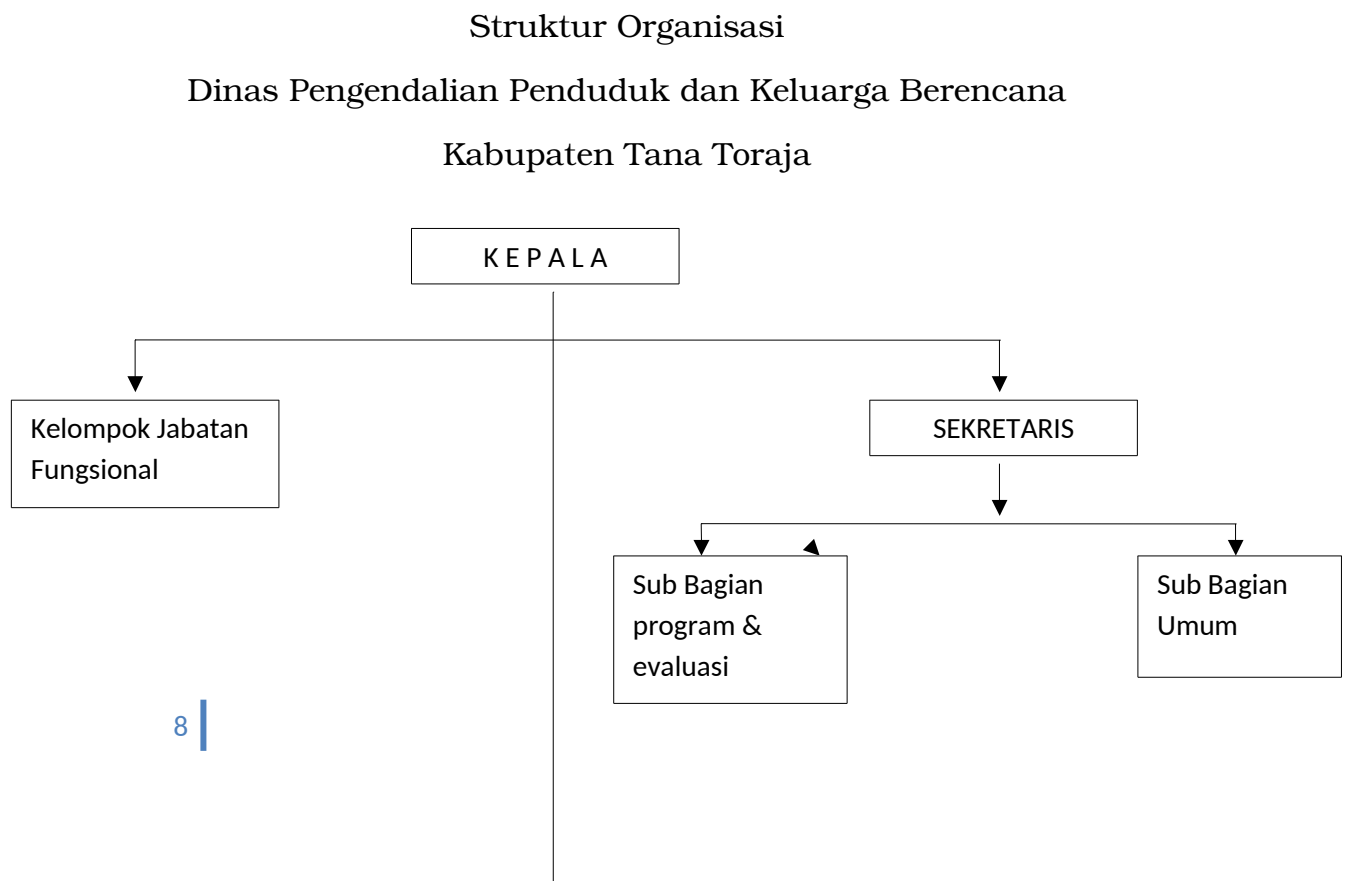 Struktur Organisasi
Dinas Pengendalian Penduduk dan Keluarga Berencana
Kabupaten Tana Toraja
K E P A L A
Kelompok Jabatan
Fungsional
SEKRETARIS
Sub Bagian
program &
evaluasi
Sub Bagian
Umum
8